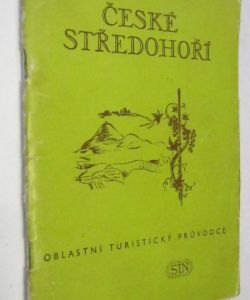 ČESKÉ
STŘEDOHOŘÍ
OBLASTNÍ TURISTICKÝ PRŮVODCE
STN